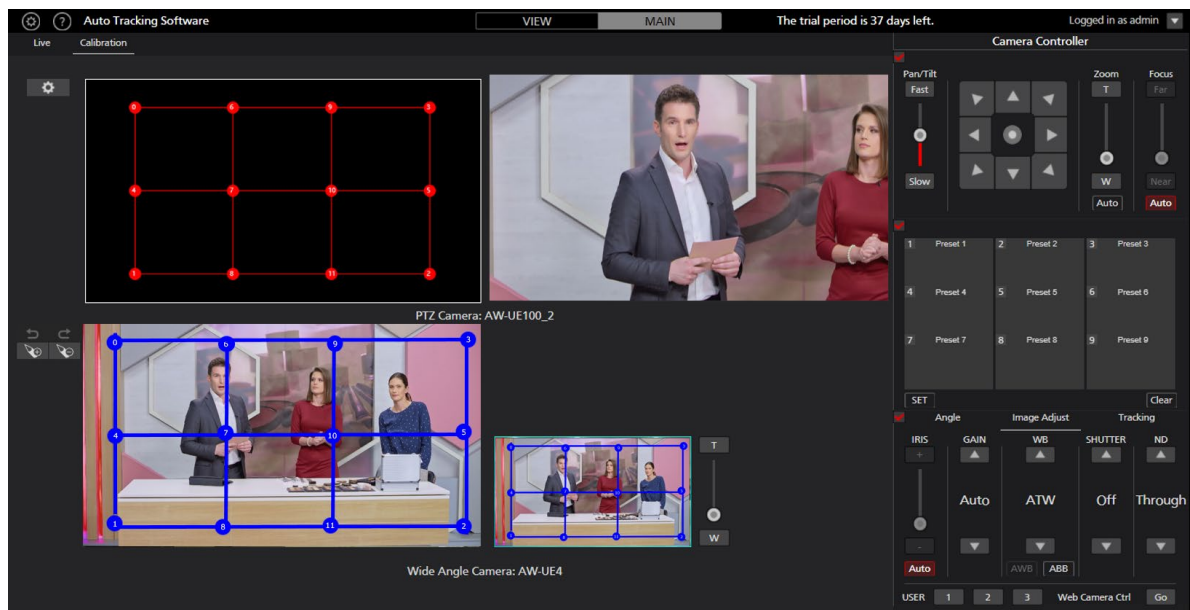 ? Auto Tracking Software VIEW MAIN The trial period is 37 days left. Logged in as admin
Live Calibration
Camera Controller
Pan/Tilt Zoom Focus
Fast T Far
Slow W Near
Auto Auto
0 6 9 3
4 7 10 5
1 8 11 2
PTZ Camera: AW-UE100_2
1 Preset 1 2 Preset 2 3 Preset 3
4 Preset 4 5 Preset 5 6 Preset 6
7 Preset 7 8 Preset 8 9 Preset 9
SET Clear
0 6 9 3
4 7 10 5
1 8 11 2
T
W
Wide Angle Camera: AW-UE4
Angle Image Adjust Tracking
IRIS GAIN WB SHUTTER ND
+
Auto ATW Off Through
-
Auto AWB ABB
USER 1 2 3 Web Camera Ctrl Go